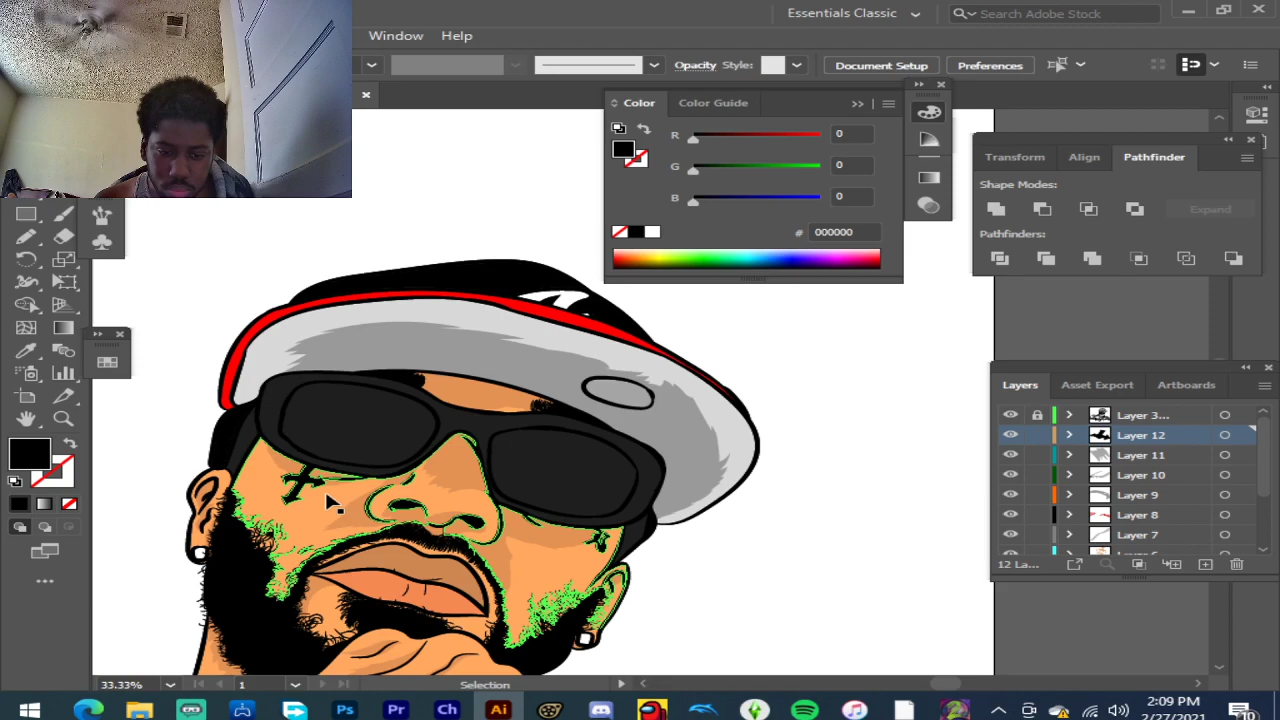 Essentials Classic
Search Adobe Stock
Window Help
Opacity Style: Document Setup Preferences
Color Color Guide
R 0
G 0
B 0
# 000000
Transform Align Pathfinder
Shape Modes:
Expand
Pathfinders:
Layers Asset Export Artboards
Layer 3...
Layer 12
Layer 11
Layer 10
Layer 9
Layer 8
Layer 7
12 La...
33.33% 1 Selection
Ps Pr Ch Ai
2:09 PM